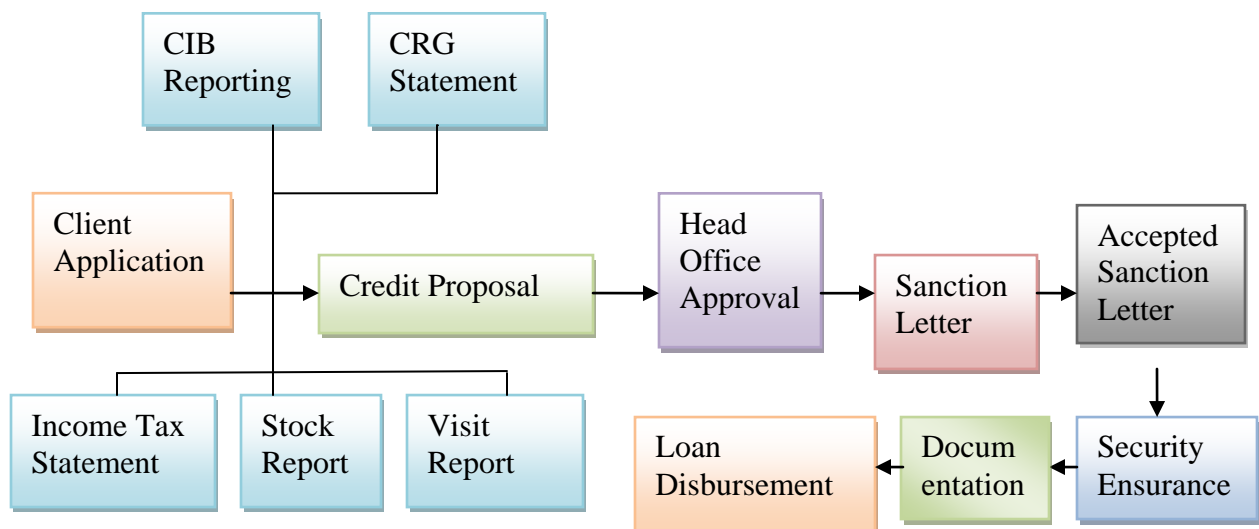 CIB
Reporting
CRG
Statement
Client
Application
Credit Proposal
Head
Office
Approval
Sanction
Letter
Accepted
Sanction
Letter
Income Tax
Statement
Stock
Report
Visit
Report
Loan
Disbursement
Docum
entation
Security
Ensurance